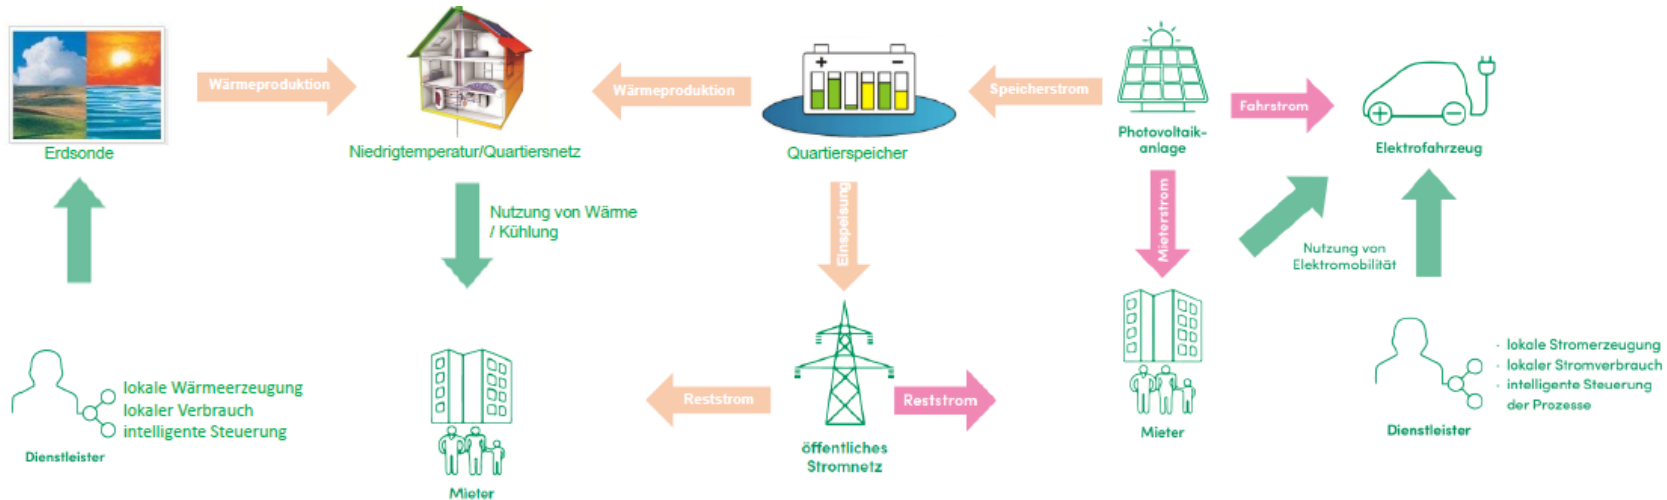 Wärmeproduktion
Wärmeproduktion
Speicherstrom
Fahrstrom
Erdsonde
Niedrigtemperatur/Quartiersnetz
Quartierspeicher
Photovoltaik-
anlage
Elektrofahrzeug
Nutzung von Wärme
/ Kühlung
Einspeisung
Mieterstrom
Nutzung von
Elektromobilität
lokale Wärmeerzeugung
lokaler Verbrauch
intelligente Steuerung
Dienstleister
Mieter
Reststrom
öffentliches
Stromnetz
Reststrom
Mieter
· lokale Stromerzeugung
· lokaler Stromverbrauch
· intelligente Steuerung
der Prozesse
Dienstleister